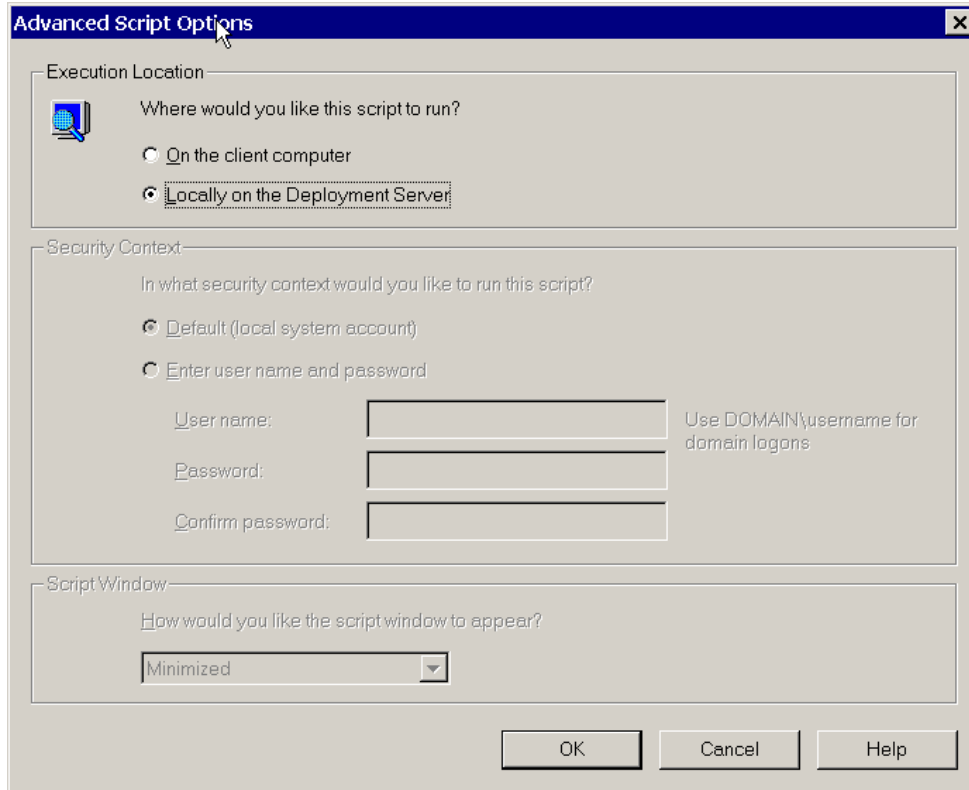 Advanced Script Options
Execution Location
Where would you like this script to run?
On the client computer
Locally on the Deployment Server
Security Context
In what security context would you like to run this script?
Default (local system account)
Enter user name and password
User name:
Use DOMAIN\username for
domain logons
Password:
Confirm password:
Script Window
How would you like the script window to appear?
Minimized
OK
Cancel
Help